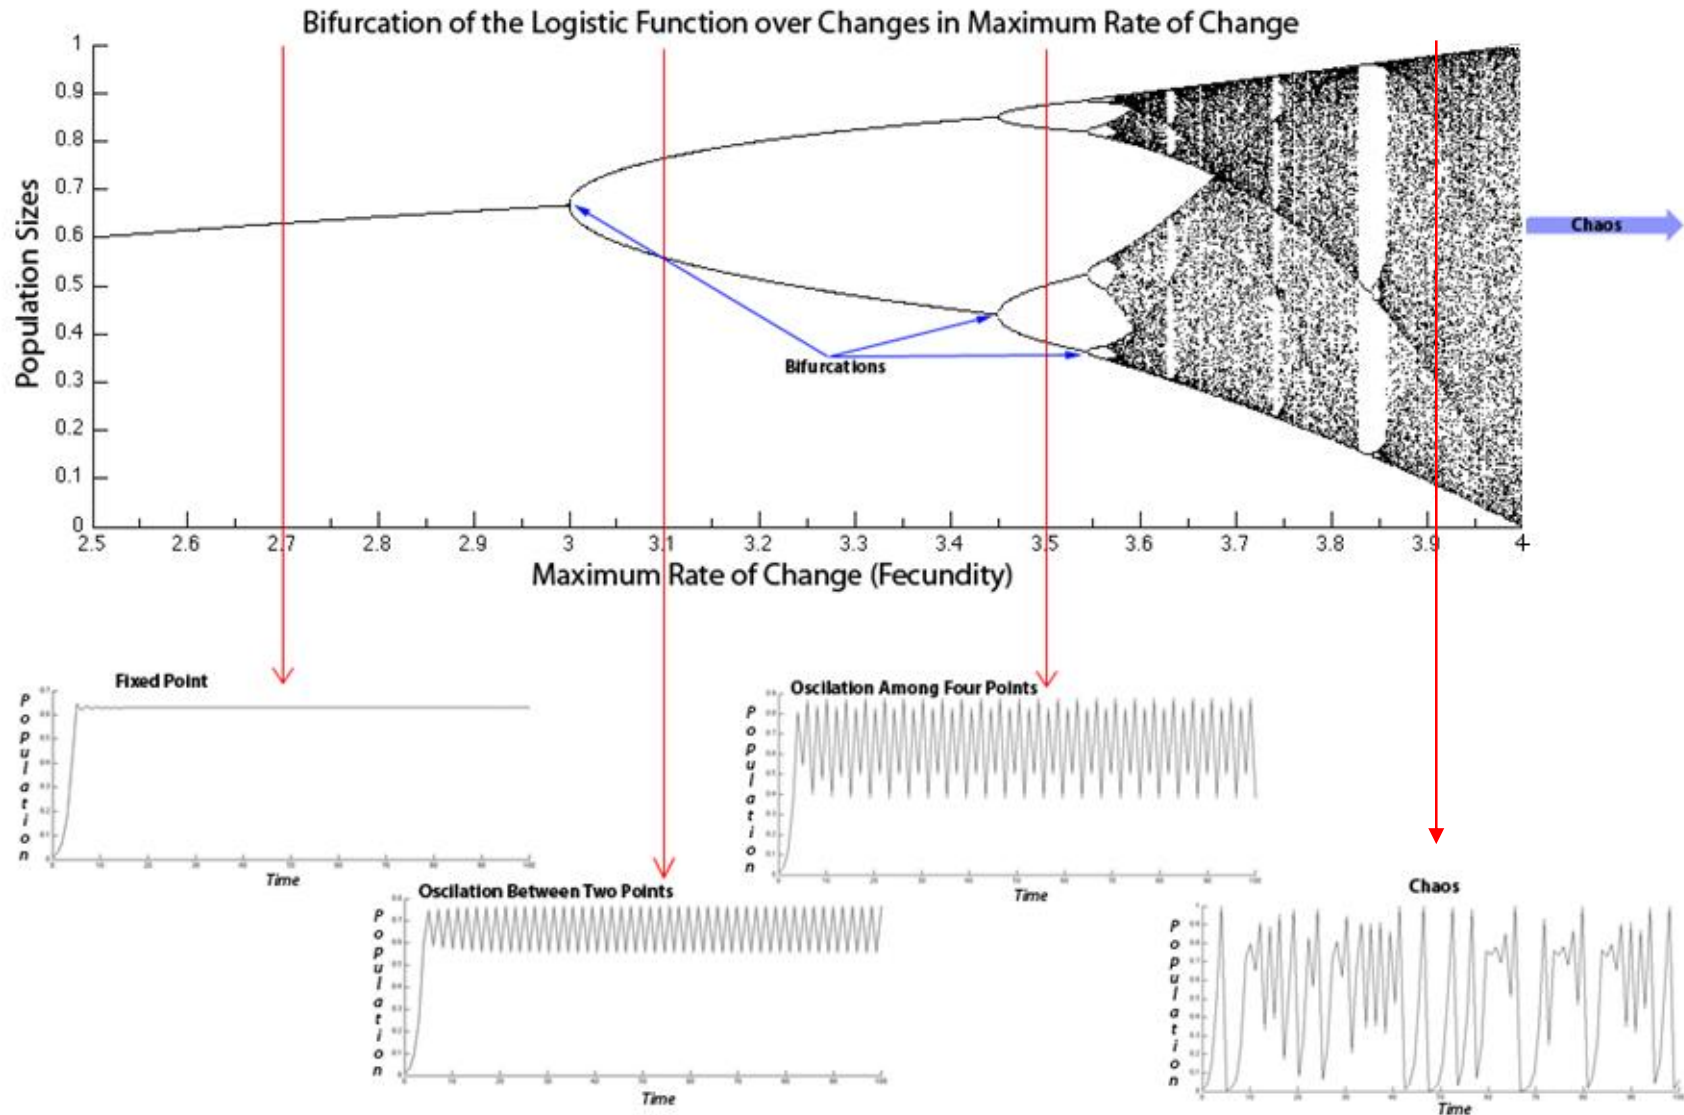 Bifurcation of the Logistic Function over Changes in Maximum Rate of Change
Population Sizes
1
0.9
0.8
0.7
0.6
0.5
0.4
0.3
0.2
0.1
0
Chaos
Bifurcations
2.5 2.6 2.7 2.8 2.9 3 3.1 3.2 3.3 3.4 3.5 3.6 3.7 3.8 3.9 4
Maximum Rate of Change (Fecundity)
Fixed Point
Population
Time
Oscilation Between Two Points
Population
Time
Oscilation Among Four Points
Population
Time
Chaos
Population
Time